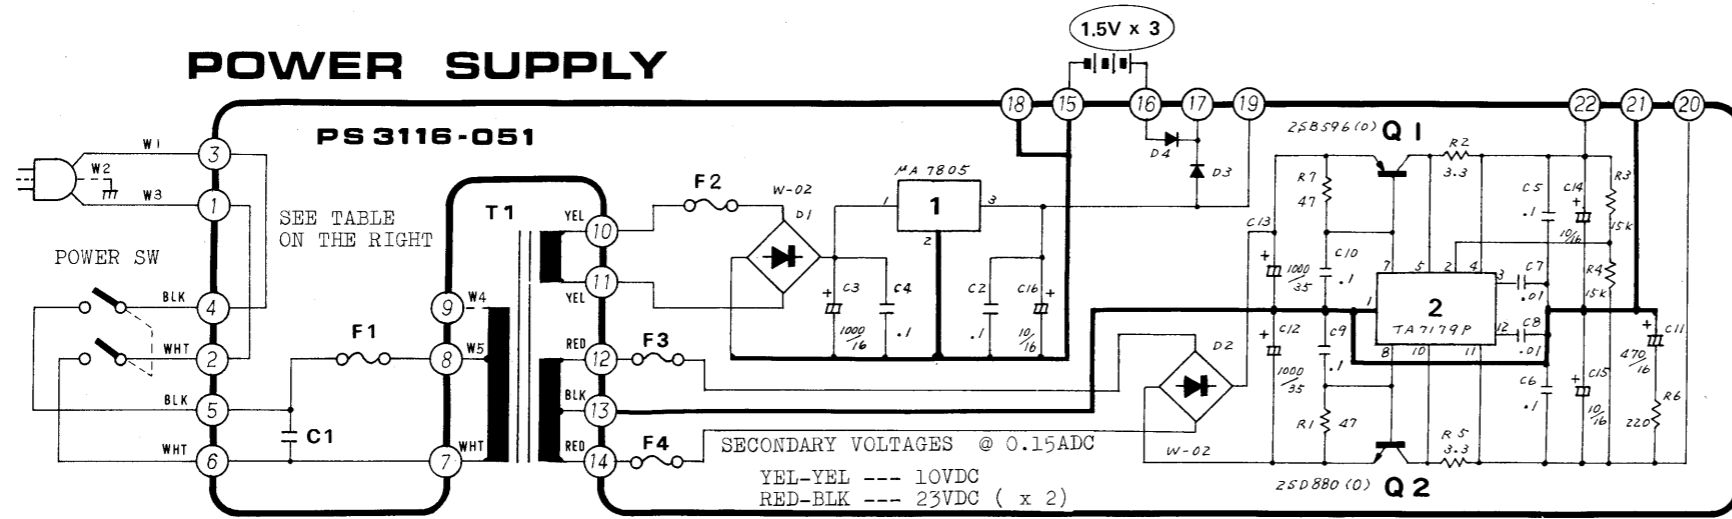 POWER SUPPLY
1.5V x 3
PS3116-051
18 15 16 17 19 22 21 20
W1
W2
W3
3
1
SEE TABLE
ON THE RIGHT
POWER SW
BLK
4
WHT
2
BLK
5
WHT
6
F1
C1
9
W4
8
W5
7
WHT
T1
YEL
10
11
YEL
RED
12
BLK
13
RED
14
F2
W-02
D1
F3
F4
μA 7805
1
1
2
3
C3
1000/16
C4
.1
C2
.1
C16
10/16
D4
D3
D2
W-02
SECONDARY VOLTAGES @ 0.15ADC
YEL-YEL --- 10VDC
RED-BLK --- 23VDC ( x 2)
2SB596(O) Q1
R2
3.3
R7
47
C13
1000/35
C10
.1
C12
1000/35
C9
.1
R1 47
7 5 2 4
1
2
TA7179P
3
12
8 10 11
C7
.01
C8
.01
C5
.1
C14
10/16
R3
15K
R4
15K
C6
.1
C15
10/16
C11
470/16
R6
220
R5
3.3
2SD880(O) Q2